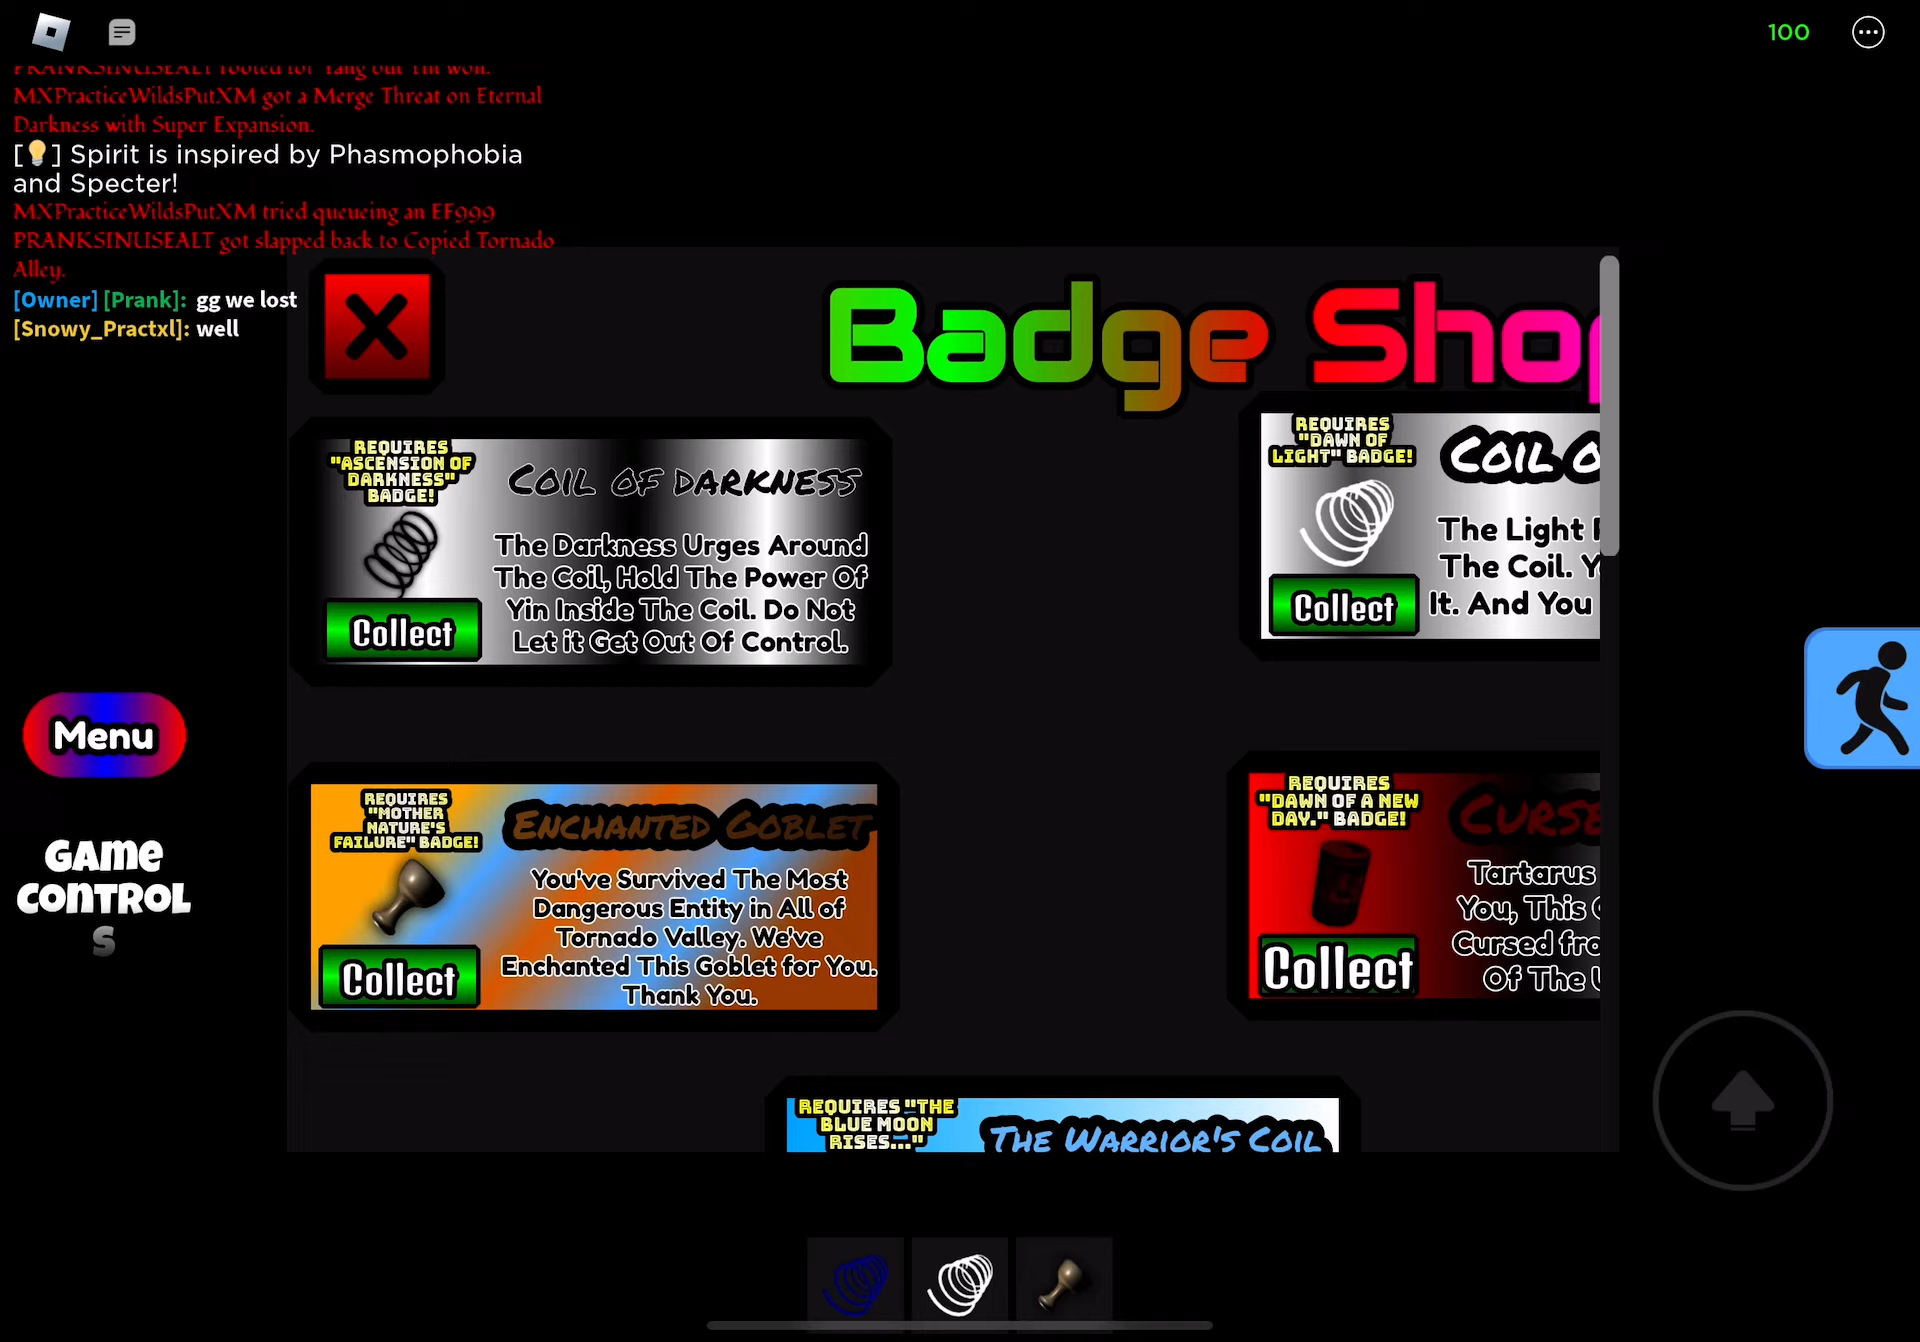 100
MXPracticeWildsPutXM got a Merge Threat on Eternal
Darkness with Super Expansion.
[💡] Spirit is inspired by Phasmophobia
and Specter!
MXPracticeWildsPutXM tried queueing an EF999
PRANKSINUSEALT got slapped back to Copied Tornado
Alley.
[Owner] [Prank]: gg we lost
[Snowy_Practxl]: well
Badge Shop
REQUIRES
"ASCENSION OF
DARKNESS"
BADGE!
Coil of darkness
The Darkness Urges Around
The Coil, Hold The Power Of
Yin Inside The Coil. Do Not
Let it Get Out Of Control.
Collect
REQUIRES
"DAWN OF
LIGHT" BADGE!
Coil o
The Light
The Coil. Y
It. And You
Collect
Menu
GAME
CONTROL
S
REQUIRES
"MOTHER
NATURE'S
FAILURE" BADGE!
Enchanted Goblet
You've Survived The Most
Dangerous Entity in All of
Tornado Valley. We've
Enchanted This Goblet for You.
Thank You.
Collect
REQUIRES
"DAWN OF A NEW
DAY." BADGE!
Curse
Tartarus
You, This
Cursed fro
Of The
Collect
REQUIRES "THE
BLUE MOON
RISES..."
The Warrior's Coil